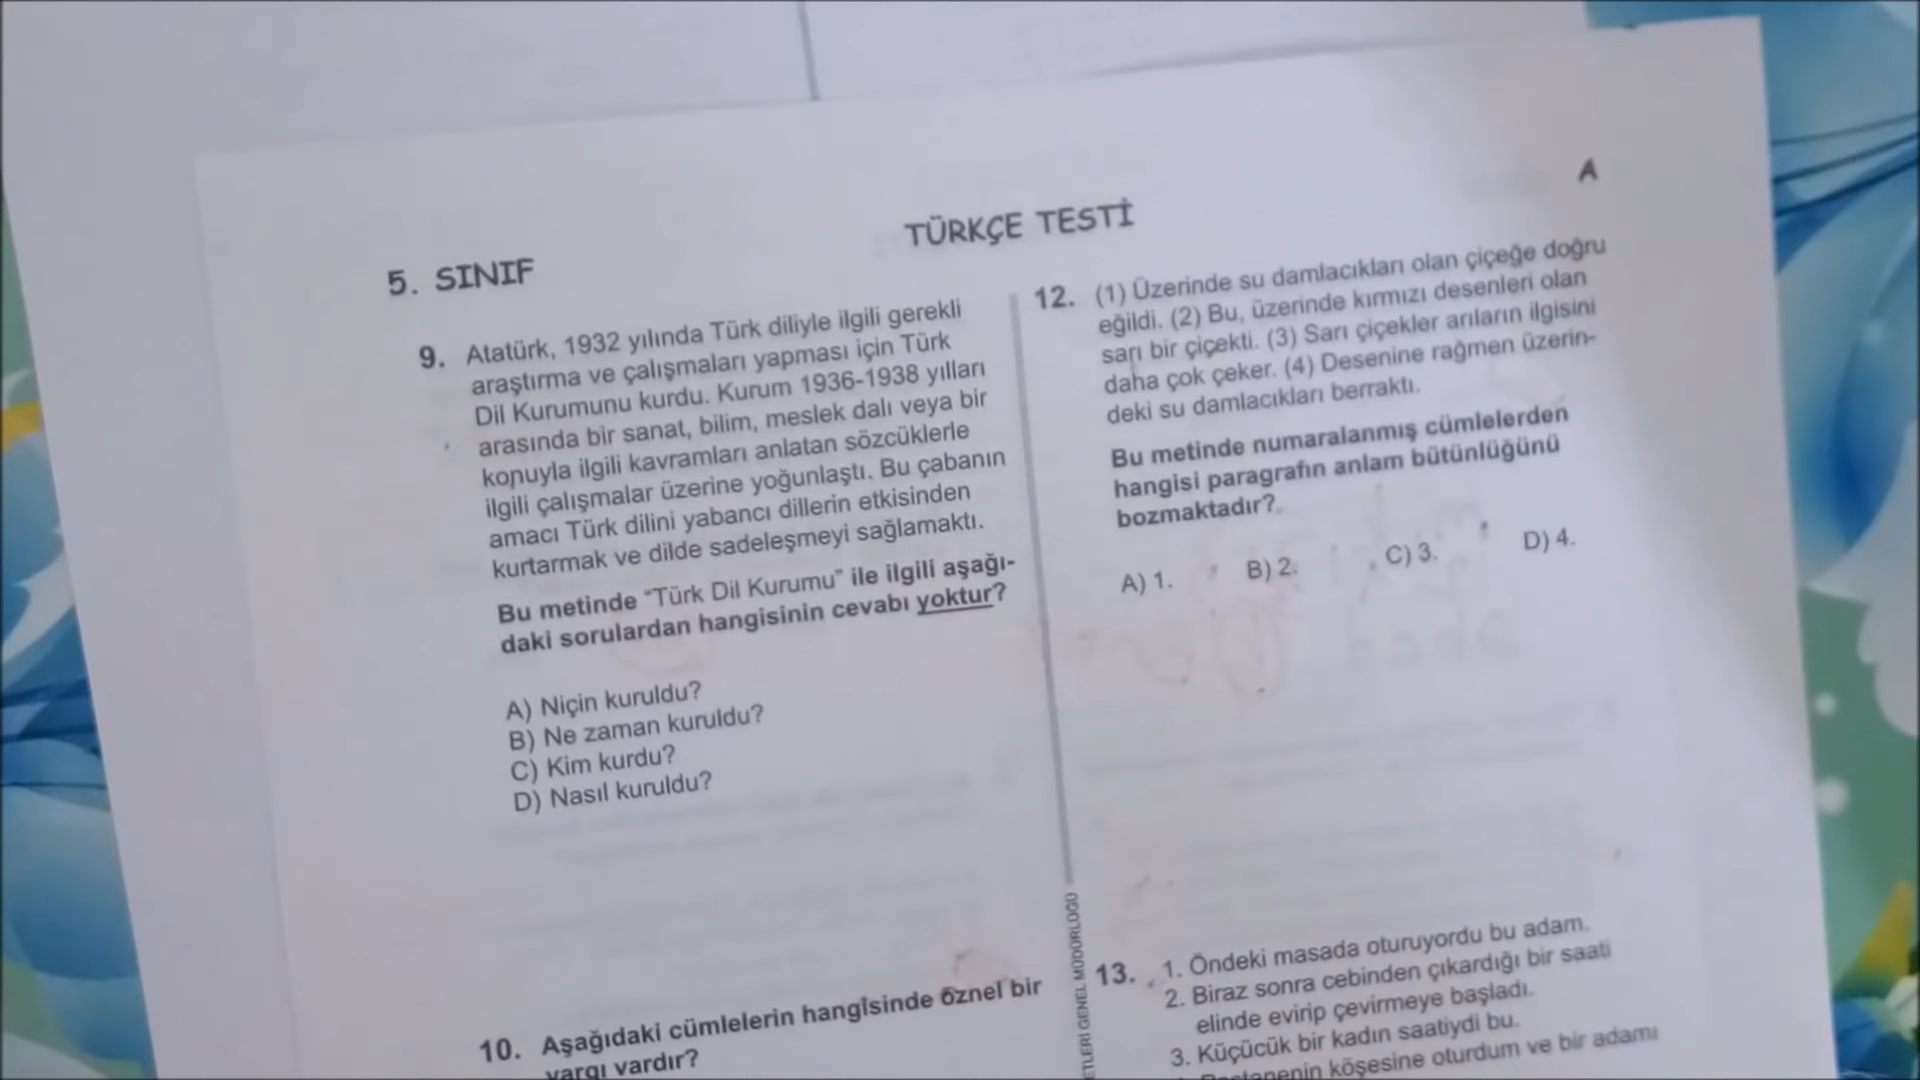 A
TÜRKÇE TESTİ
5. SINIF
9. Atatürk, 1932 yılında Türk diliyle ilgili gerekli
araştırma ve çalışmaları yapması için Türk
Dil Kurumunu kurdu. Kurum 1936-1938 yılları
arasında bir sanat, bilim, meslek dalı veya bir
konuyla ilgili kavramları anlatan sözcüklerle
ilgili çalışmalar üzerine yoğunlaştı. Bu çabanın
amacı Türk dilini yabancı dillerin etkisinden
kurtarmak ve dilde sadeleşmeyi sağlamaktı.
Bu metinde “Türk Dil Kurumu” ile ilgili aşağı-
daki sorulardan hangisinin cevabı yoktur?
A) Niçin kuruldu?
B) Ne zaman kuruldu?
C) Kim kurdu?
D) Nasıl kuruldu?
10. Aşağıdaki cümlelerin hangisinde öznel bir
yargı vardır?
ETLERİ GENEL MÜDÜRLÜĞÜ
12. (1) Üzerinde su damlacıkları olan çiçeğe doğru
eğildi. (2) Bu, üzerinde kırmızı desenleri olan
sarı bir çiçekti. (3) Sarı çiçekler arıların ilgisini
daha çok çeker. (4) Desenine rağmen üzerin-
deki su damlacıkları berraktı.
Bu metinde numaralanmış cümlelerden
hangisi paragrafın anlam bütünlüğünü
bozmaktadır?
A) 1. B) 2. C) 3. D) 4.
13. 1. Öndeki masada oturuyordu bu adam.
2. Biraz sonra cebinden çıkardığı bir saati
elinde evirip çevirmeye başladı.
3. Küçücük bir kadın saatiydi bu.
köşesine oturdum ve bir adamı